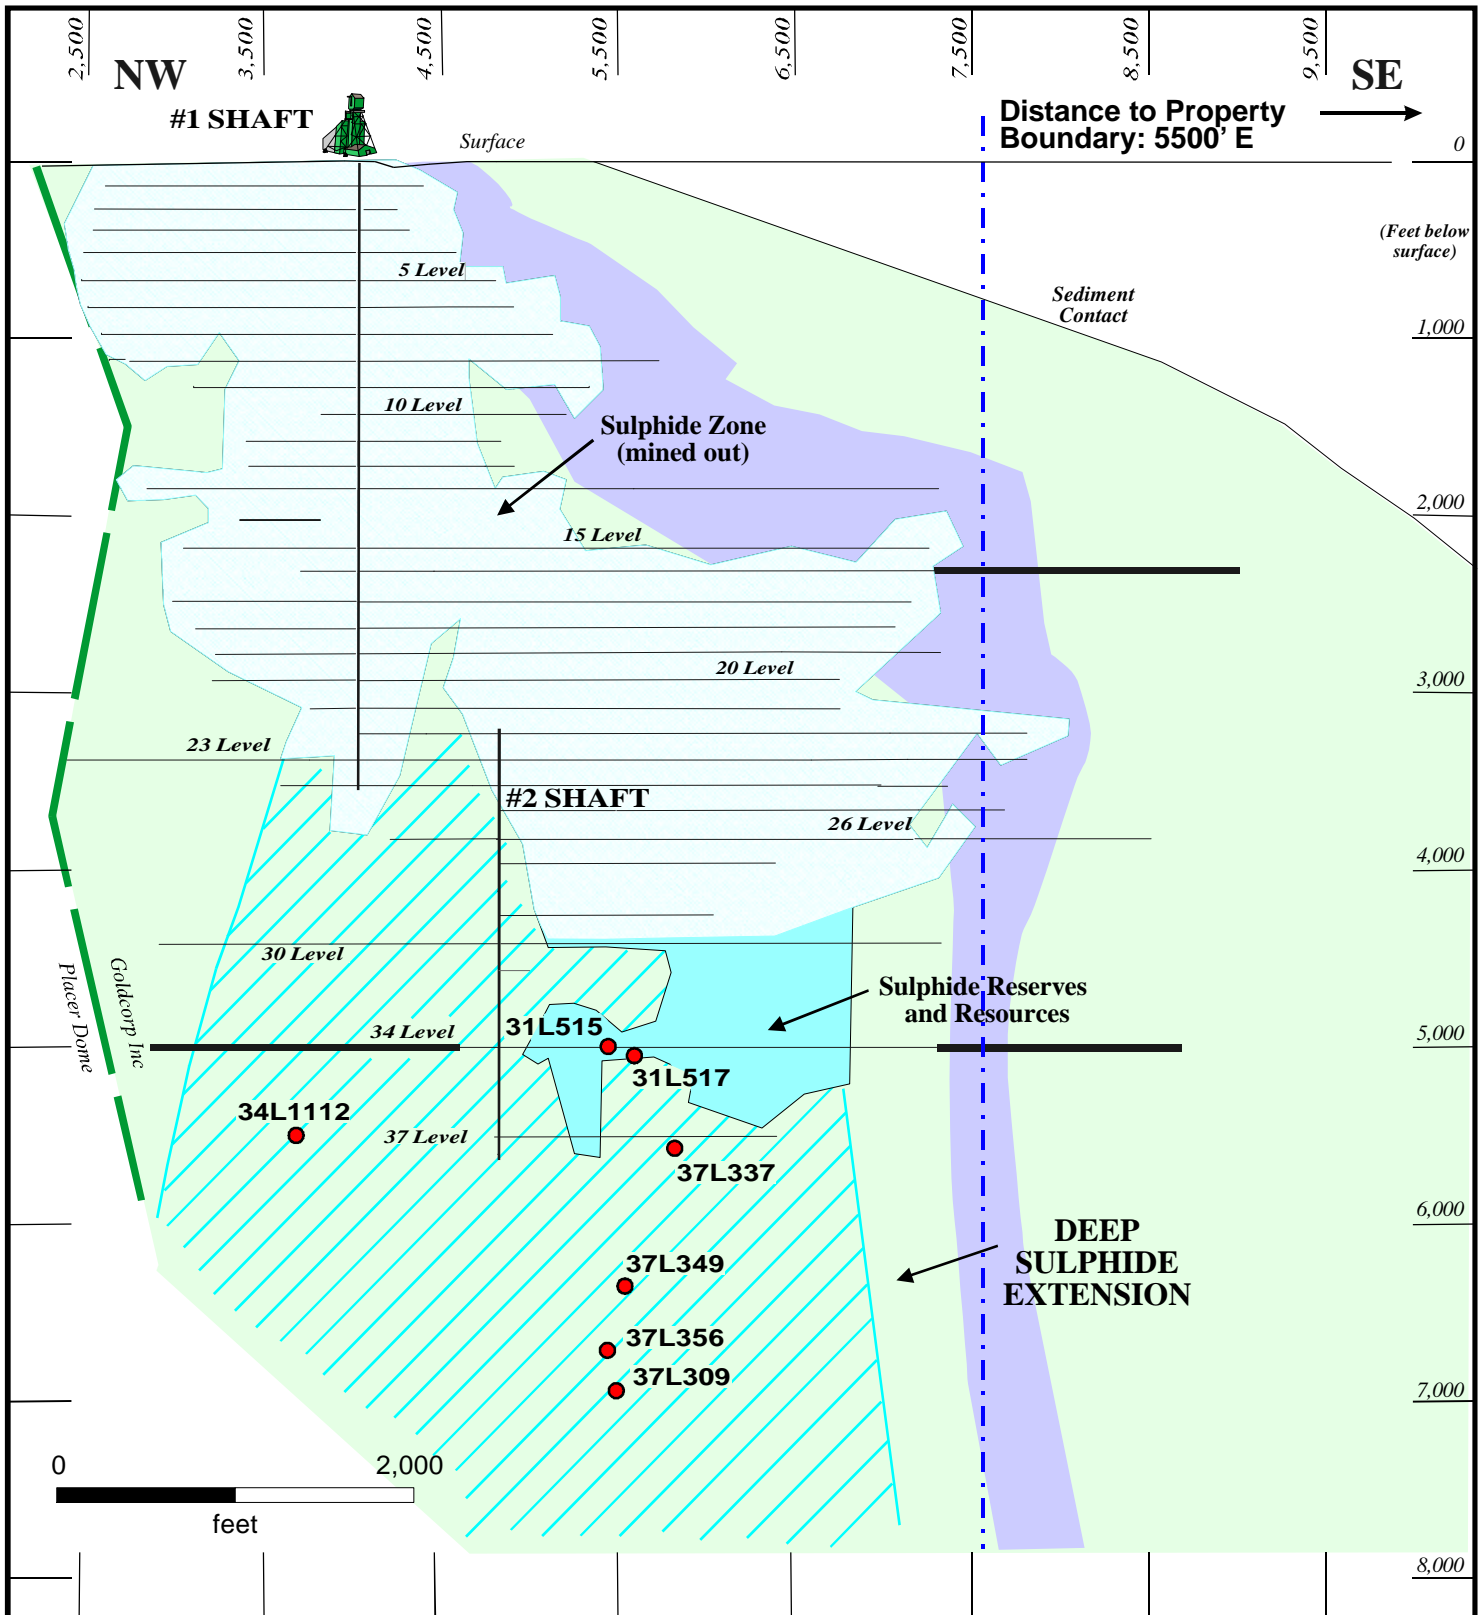 2,500
3,500
4,500
5,500
6,500
7,500
8,500
9,500
NW
SE
#1 SHAFT
Surface
Distance to Property
Boundary: 5500' E
0
(Feet below
surface)
5 Level
Sediment
Contact
1,000
10 Level
Sulphide Zone
(mined out)
2,000
15 Level
20 Level
3,000
23 Level
#2 SHAFT
26 Level
4,000
30 Level
Placer Dome
Goldcorp Inc
Sulphide Reserves
and Resources
31L515
34 Level
5,000
31L517
34L1112
37 Level
37L337
6,000
DEEP
SULPHIDE
EXTENSION
37L349
37L356
37L309
7,000
0
2,000
feet
8,000